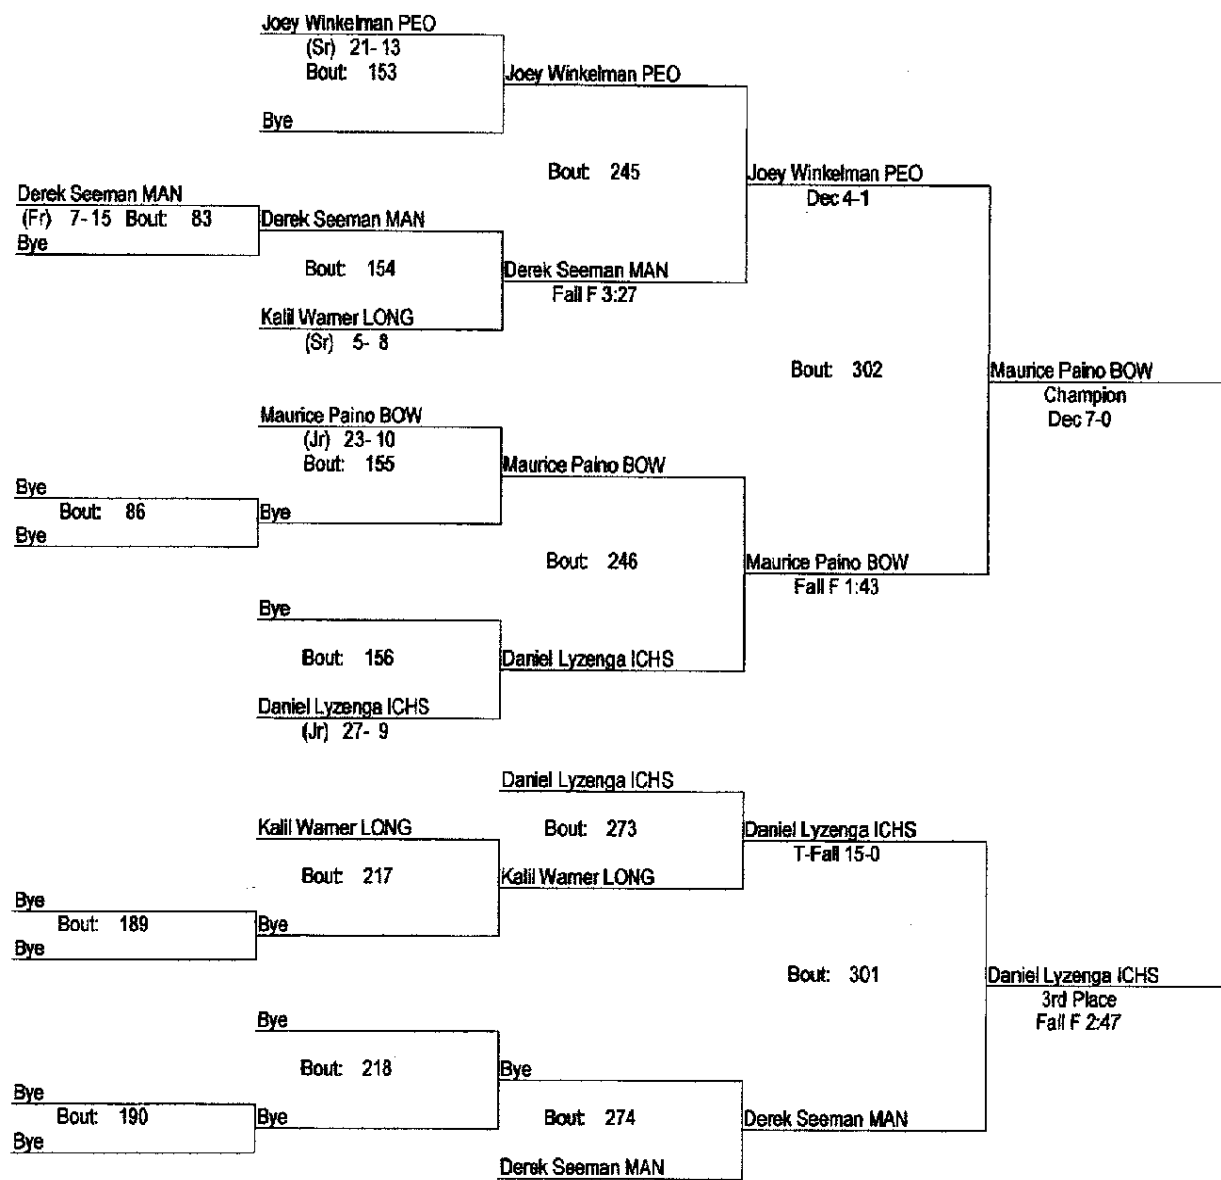 Joey Winkelman PEO
(Sr) 21- 13
Bout: 153
Joey Winkelman PEO
Bye
Bout: 245
Joey Winkelman PEO
Dec 4-1
Derek Seeman MAN
(Fr) 7- 15 Bout: 83
Bye
Derek Seeman MAN
Bout: 154
Derek Seeman MAN
Fall F 3:27
Kalil Warner LONG
(Sr) 5- 8
Bout: 302
Maurice Paino BOW
Champion
Dec 7-0
Maurice Paino BOW
(Jr) 23- 10
Bout: 155
Maurice Paino BOW
Bye
Bout: 86
Bye
Bye
Bout: 246
Maurice Paino BOW
Fall F 1:43
Bye
Bout: 156
Daniel Lyzenga ICHS
Daniel Lyzenga ICHS
(Jr) 27- 9
Daniel Lyzenga ICHS
Bout: 273
Daniel Lyzenga ICHS
T-Fall 15-0
Kalil Warner LONG
Bout: 217
Kalil Warner LONG
Bye
Bout: 189
Bye
Bye
Bout: 301
Daniel Lyzenga ICHS
3rd Place
Fall F 2:47
Bye
Bout: 218
Bye
Bye
Bout: 190
Bye
Bye
Bout: 274
Derek Seeman MAN
Derek Seeman MAN